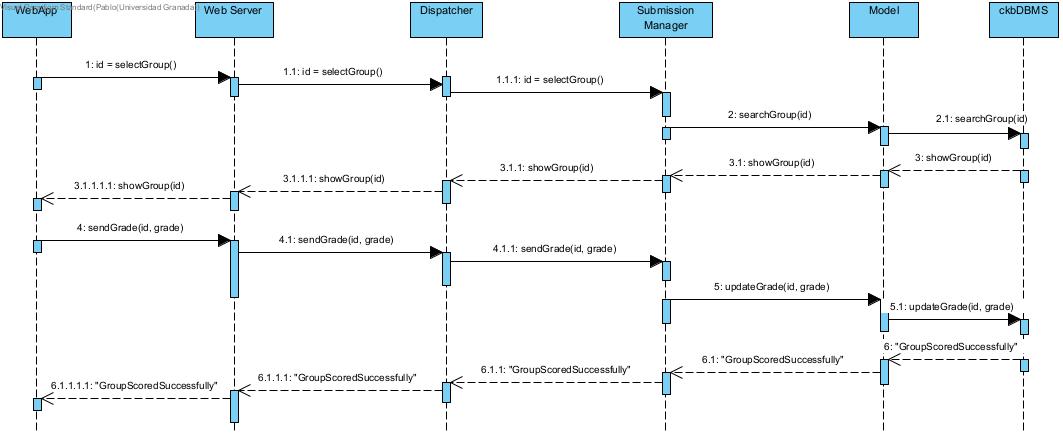 Visual Paradigm Standard(Pablo(Universidad Granada))
WebApp
Web Server
Dispatcher
Submission
Manager
Model
ckbDBMS
1: id = selectGroup()
1.1: id = selectGroup()
1.1.1: id = selectGroup()
2: searchGroup(id)
2.1: searchGroup(id)
3: showGroup(id)
3.1: showGroup(id)
3.1.1: showGroup(id)
3.1.1.1: showGroup(id)
3.1.1.1.1: showGroup(id)
4: sendGrade(id, grade)
4.1: sendGrade(id, grade)
4.1.1: sendGrade(id, grade)
5: updateGrade(id, grade)
5.1: updateGrade(id, grade)
6: "GroupScoredSuccessfully"
6.1: "GroupScoredSuccessfully"
6.1.1: "GroupScoredSuccessfully"
6.1.1.1: "GroupScoredSuccessfully"
6.1.1.1.1: "GroupScoredSuccessfully"